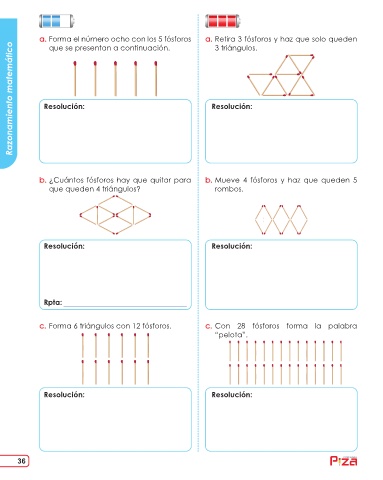 Razonamiento matemático
a. Forma el número ocho con los 5 fósforos
que se presentan a continuación.
Resolución:
b. ¿Cuántos fósforos hay que quitar para
que queden 4 triángulos?
Resolución:
Rpta:
c. Forma 6 triángulos con 12 fósforos.
Resolución:
a. Retira 3 fósforos y haz que solo queden
3 triángulos.
Resolución:
b. Mueve 4 fósforos y haz que queden 5
rombos.
Resolución:
c. Con 28 fósforos forma la palabra
"pelota".
Resolución:
36
Piza